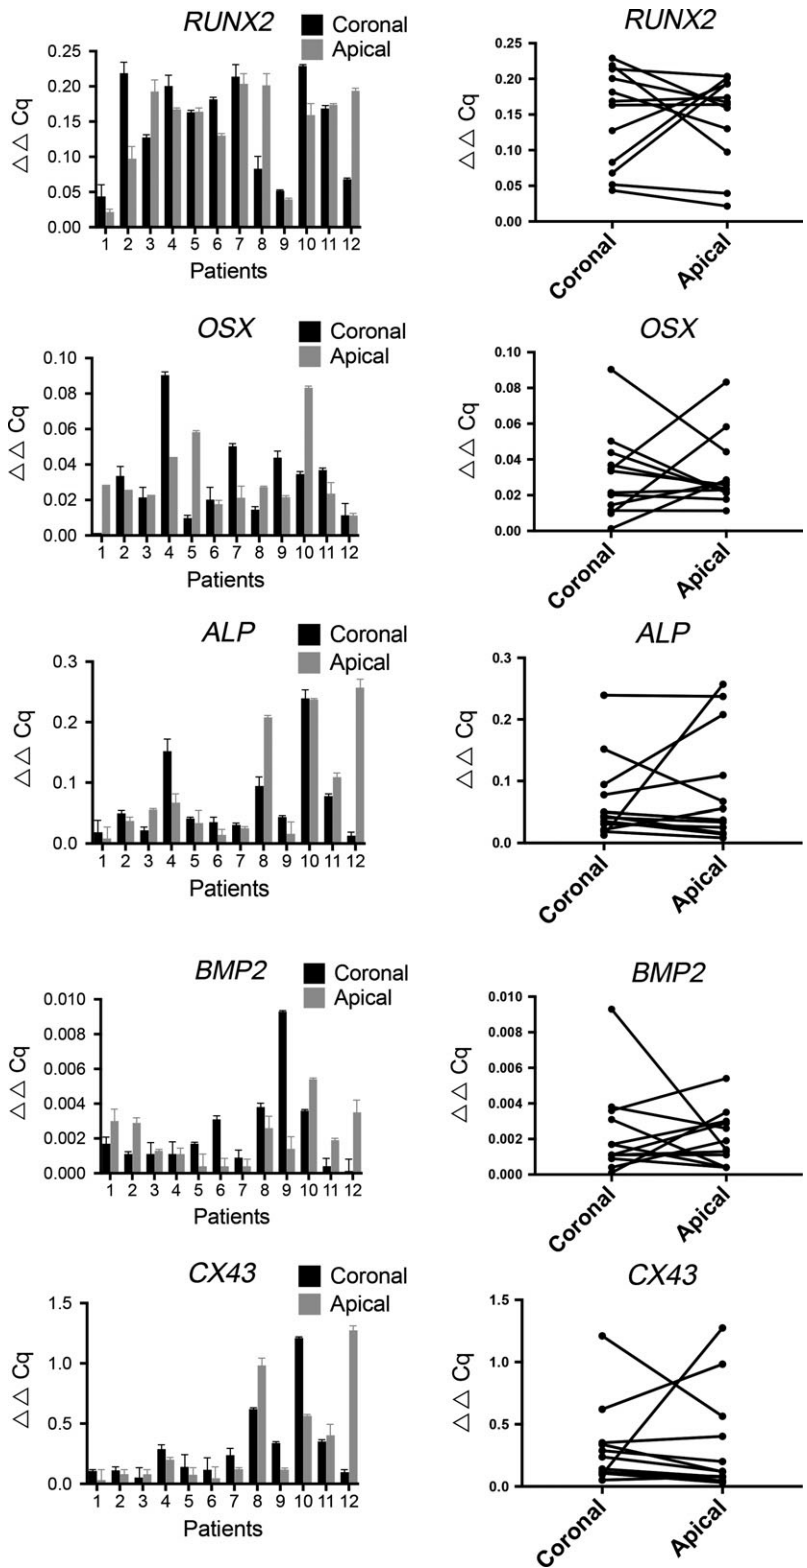 RUNX2
Coronal
Apical
△△ Cq
0.25
0.20
0.15
0.10
0.05
0.00
1 2 3 4 5 6 7 8 9 10 11 12
Patients
RUNX2
△△ Cq
0.25
0.20
0.15
0.10
0.05
0.00
Coronal
Apical
OSX
Coronal
Apical
△△ Cq
0.10
0.08
0.06
0.04
0.02
0.00
1 2 3 4 5 6 7 8 9 10 11 12
Patients
OSX
△△ Cq
0.10
0.08
0.06
0.04
0.02
0.00
Coronal
Apical
ALP
Coronal
Apical
△△ Cq
0.3
0.2
0.1
0.0
1 2 3 4 5 6 7 8 9 10 11 12
Patients
ALP
△△ Cq
0.3
0.2
0.1
0.0
Coronal
Apical
BMP2
Coronal
Apical
△△ Cq
0.010
0.008
0.006
0.004
0.002
0.000
1 2 3 4 5 6 7 8 9 10 11 12
Patients
BMP2
△△ Cq
0.010
0.008
0.006
0.004
0.002
0.000
Coronal
Apical
CX43
Coronal
Apical
△△ Cq
1.5
1.0
0.5
0.0
1 2 3 4 5 6 7 8 9 10 11 12
Patients
CX43
△△ Cq
1.5
1.0
0.5
0.0
Coronal
Apical